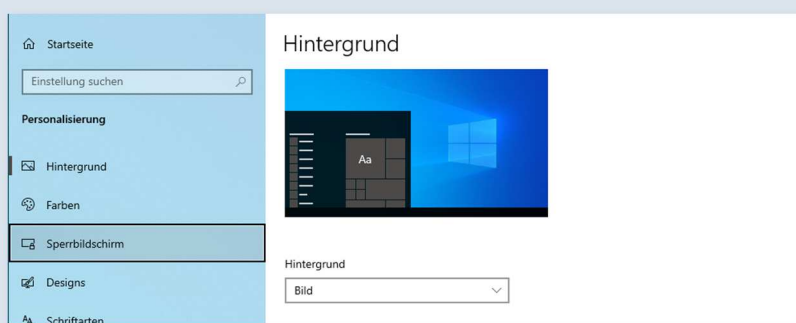 Startseite
Einstellung suchen
Personalisierung
Hintergrund
Farben
Sperrbildschirm
Designs
Schriftarten
Hintergrund
Aa
Hintergrund
Bild